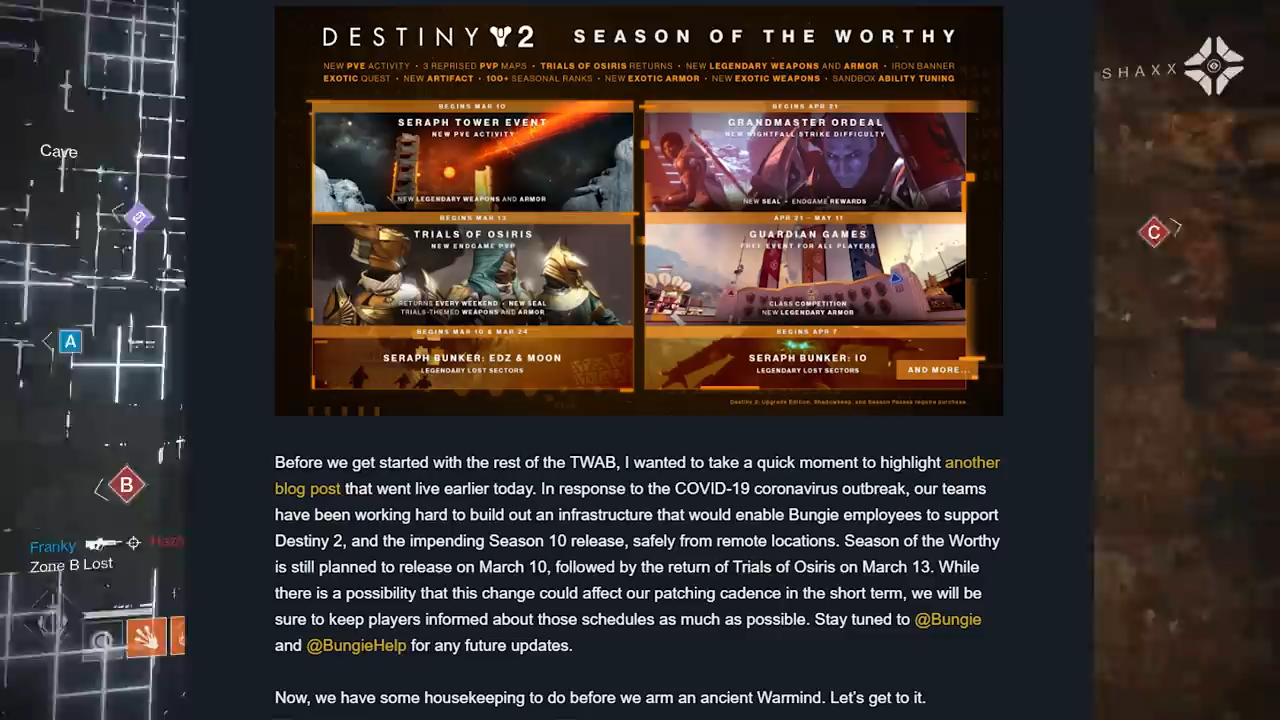 DESTINY 2 SEASON OF THE WORTHY
NEW PVE ACTIVITY • 3 REPRISED PVP MAPS • TRIALS OF OSIRIS RETURNS • NEW LEGENDARY WEAPONS AND ARMOR • IRON BANNER
EXOTIC QUEST • NEW ARTIFACT • 100+ SEASONAL RANKS • NEW EXOTIC ARMOR • NEW EXOTIC WEAPONS • SANDBOX ABILITY TUNING
BEGINS MAR 10
SERAPH TOWER EVENT
NEW PVE ACTIVITY
NEW LEGENDARY WEAPONS AND ARMOR
BEGINS APR 21
GRANDMASTER ORDEAL
NEW NIGHTFALL STRIKE DIFFICULTY
NEW SEAL • ENDGAME REWARDS
BEGINS MAR 13
TRIALS OF OSIRIS
NEW ENDGAME PVP
RETURNS EVERY WEEKEND • NEW SEAL
TRIALS-THEMED WEAPONS AND ARMOR
APR 21 – MAY 11
GUARDIAN GAMES
FREE EVENT FOR ALL PLAYERS
CLASS COMPETITION
NEW LEGENDARY ARMOR
BEGINS MAR 10 & MAR 24
SERAPH BUNKER: EDZ & MOON
LEGENDARY LOST SECTORS
BEGINS APR 7
SERAPH BUNKER: IO
LEGENDARY LOST SECTORS
AND MORE...
Destiny 2: Upgrade Edition, Shadowkeep, and Season Passes require purchase.
SHAXX
Cave
A
B
C
Franky
Zone B Lost
Before we get started with the rest of the TWAB, I wanted to take a quick moment to highlight another
blog post that went live earlier today. In response to the COVID-19 coronavirus outbreak, our teams
have been working hard to build out an infrastructure that would enable Bungie employees to support
Destiny 2, and the impending Season 10 release, safely from remote locations. Season of the Worthy
is still planned to release on March 10, followed by the return of Trials of Osiris on March 13. While
there is a possibility that this change could affect our patching cadence in the short term, we will be
sure to keep players informed about those schedules as much as possible. Stay tuned to @Bungie
and @BungieHelp for any future updates.
Now, we have some housekeeping to do before we arm an ancient Warmind. Let's get to it.